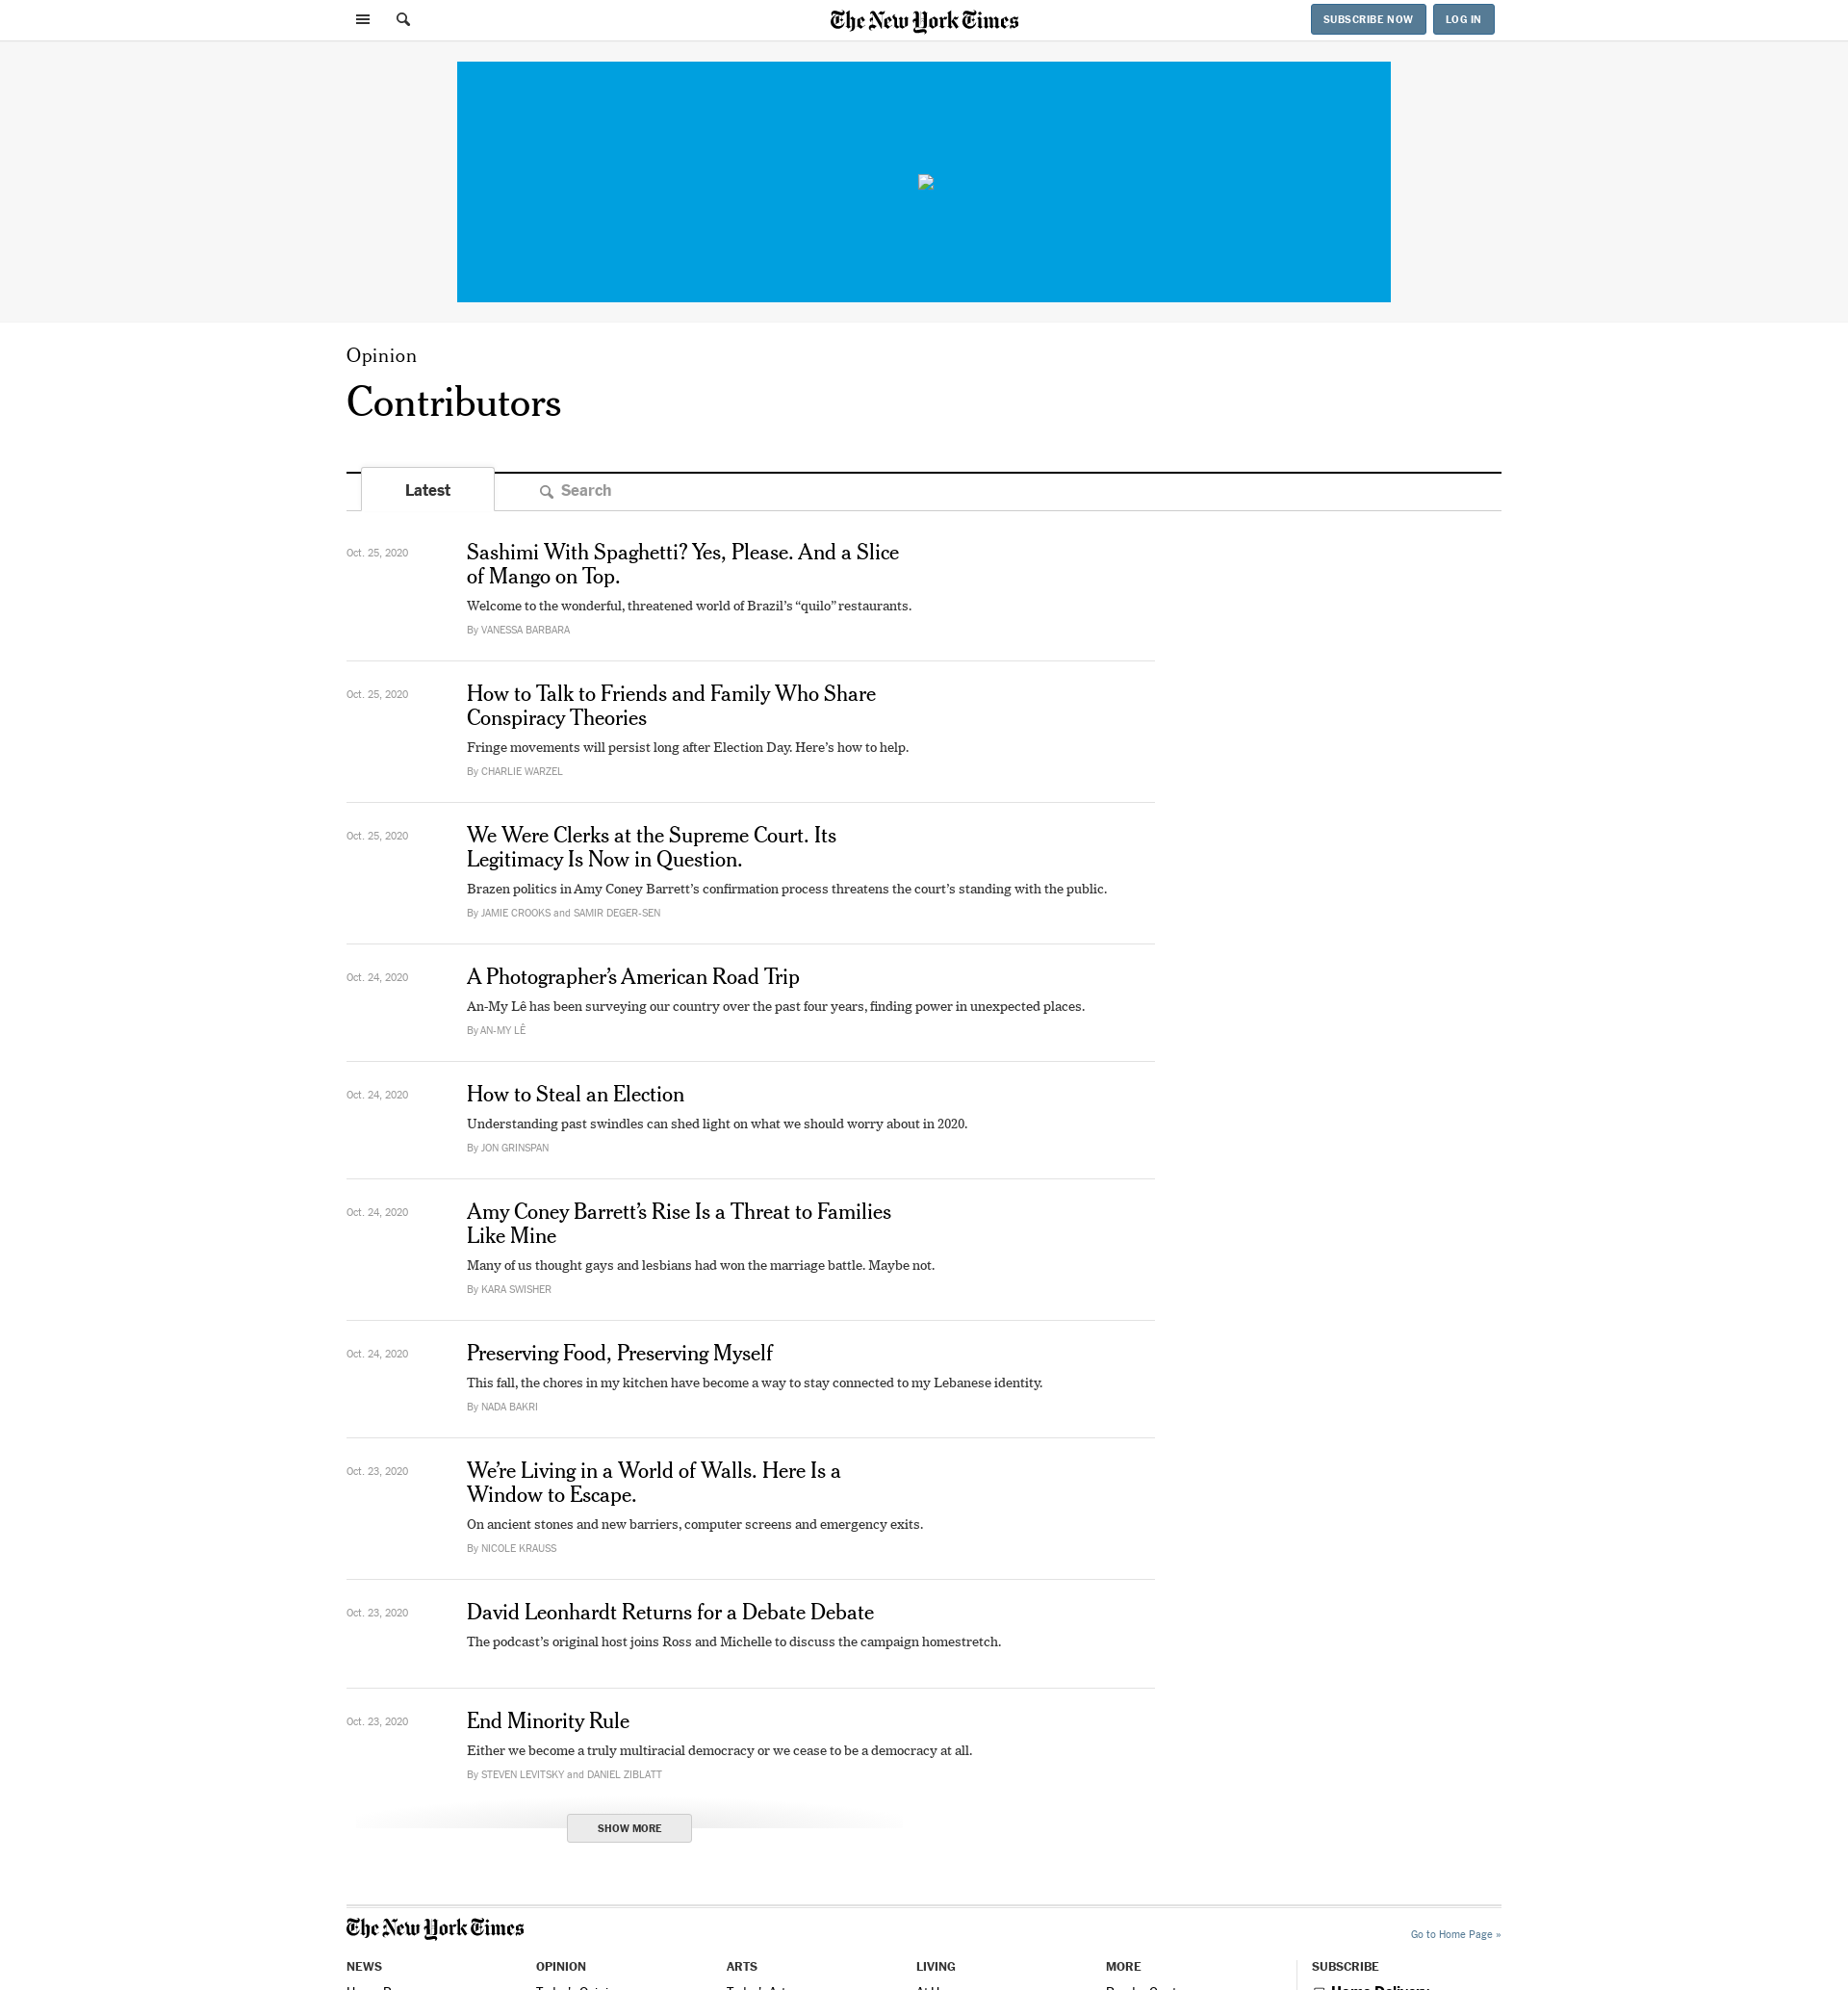 The New York Times
SUBSCRIBE NOW
LOG IN
Opinion
Contributors
Latest
Search
Oct. 25, 2020
Sashimi With Spaghetti? Yes, Please. And a Slice
of Mango on Top.
Welcome to the wonderful, threatened world of Brazil’s “quilo” restaurants.
By VANESSA BARBARA
Oct. 25, 2020
How to Talk to Friends and Family Who Share
Conspiracy Theories
Fringe movements will persist long after Election Day. Here’s how to help.
By CHARLIE WARZEL
Oct. 25, 2020
We Were Clerks at the Supreme Court. Its
Legitimacy Is Now in Question.
Brazen politics in Amy Coney Barrett’s confirmation process threatens the court’s standing with the public.
By JAMIE CROOKS and SAMIR DEGER-SEN
Oct. 24, 2020
A Photographer’s American Road Trip
An-My Lê has been surveying our country over the past four years, finding power in unexpected places.
By AN-MY LÊ
Oct. 24, 2020
How to Steal an Election
Understanding past swindles can shed light on what we should worry about in 2020.
By JON GRINSPAN
Oct. 24, 2020
Amy Coney Barrett’s Rise Is a Threat to Families
Like Mine
Many of us thought gays and lesbians had won the marriage battle. Maybe not.
By KARA SWISHER
Oct. 24, 2020
Preserving Food, Preserving Myself
This fall, the chores in my kitchen have become a way to stay connected to my Lebanese identity.
By NADA BAKRI
Oct. 23, 2020
We’re Living in a World of Walls. Here Is a
Window to Escape.
On ancient stones and new barriers, computer screens and emergency exits.
By NICOLE KRAUSS
Oct. 23, 2020
David Leonhardt Returns for a Debate Debate
The podcast’s original host joins Ross and Michelle to discuss the campaign homestretch.
Oct. 23, 2020
End Minority Rule
Either we become a truly multiracial democracy or we cease to be a democracy at all.
By STEVEN LEVITSKY and DANIEL ZIBLATT
SHOW MORE
The New York Times
Go to Home Page »
NEWS
OPINION
ARTS
LIVING
MORE
SUBSCRIBE
Home Delivery